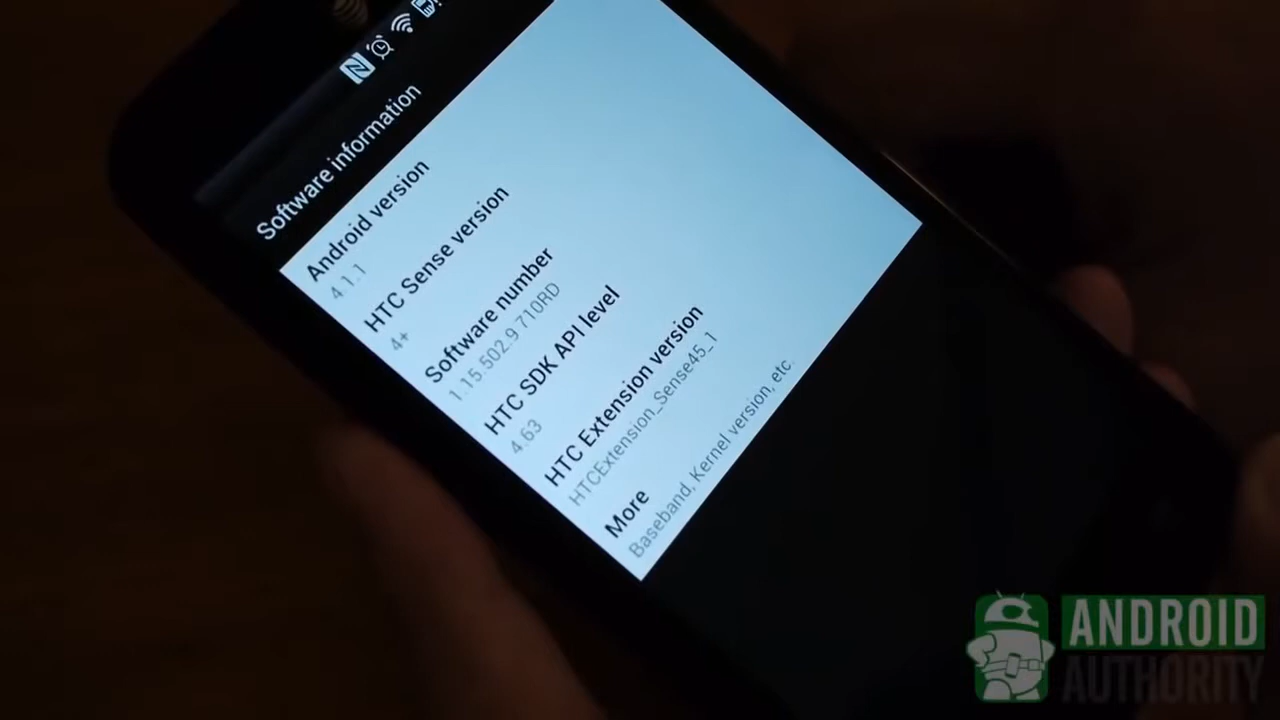 Software information
Android version
4.1.1
HTC Sense version
4+
Software number
1.15.502.9 710RD
HTC SDK API level
4.63
HTC Extension version
HTCExtension_Sense45_1
More
Baseband, Kernel version, etc.
ANDROID
AUTHORITY